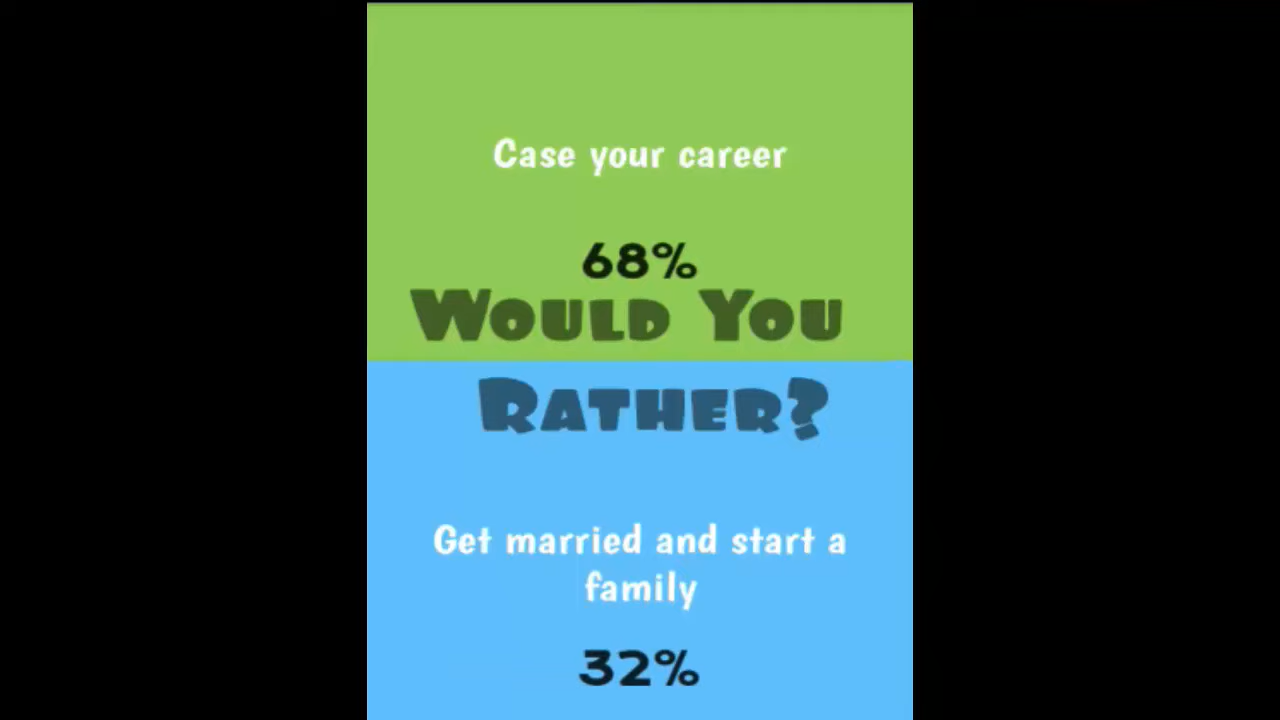 Case your career
68%
Would You
Rather?
Get married and start a
family
32%